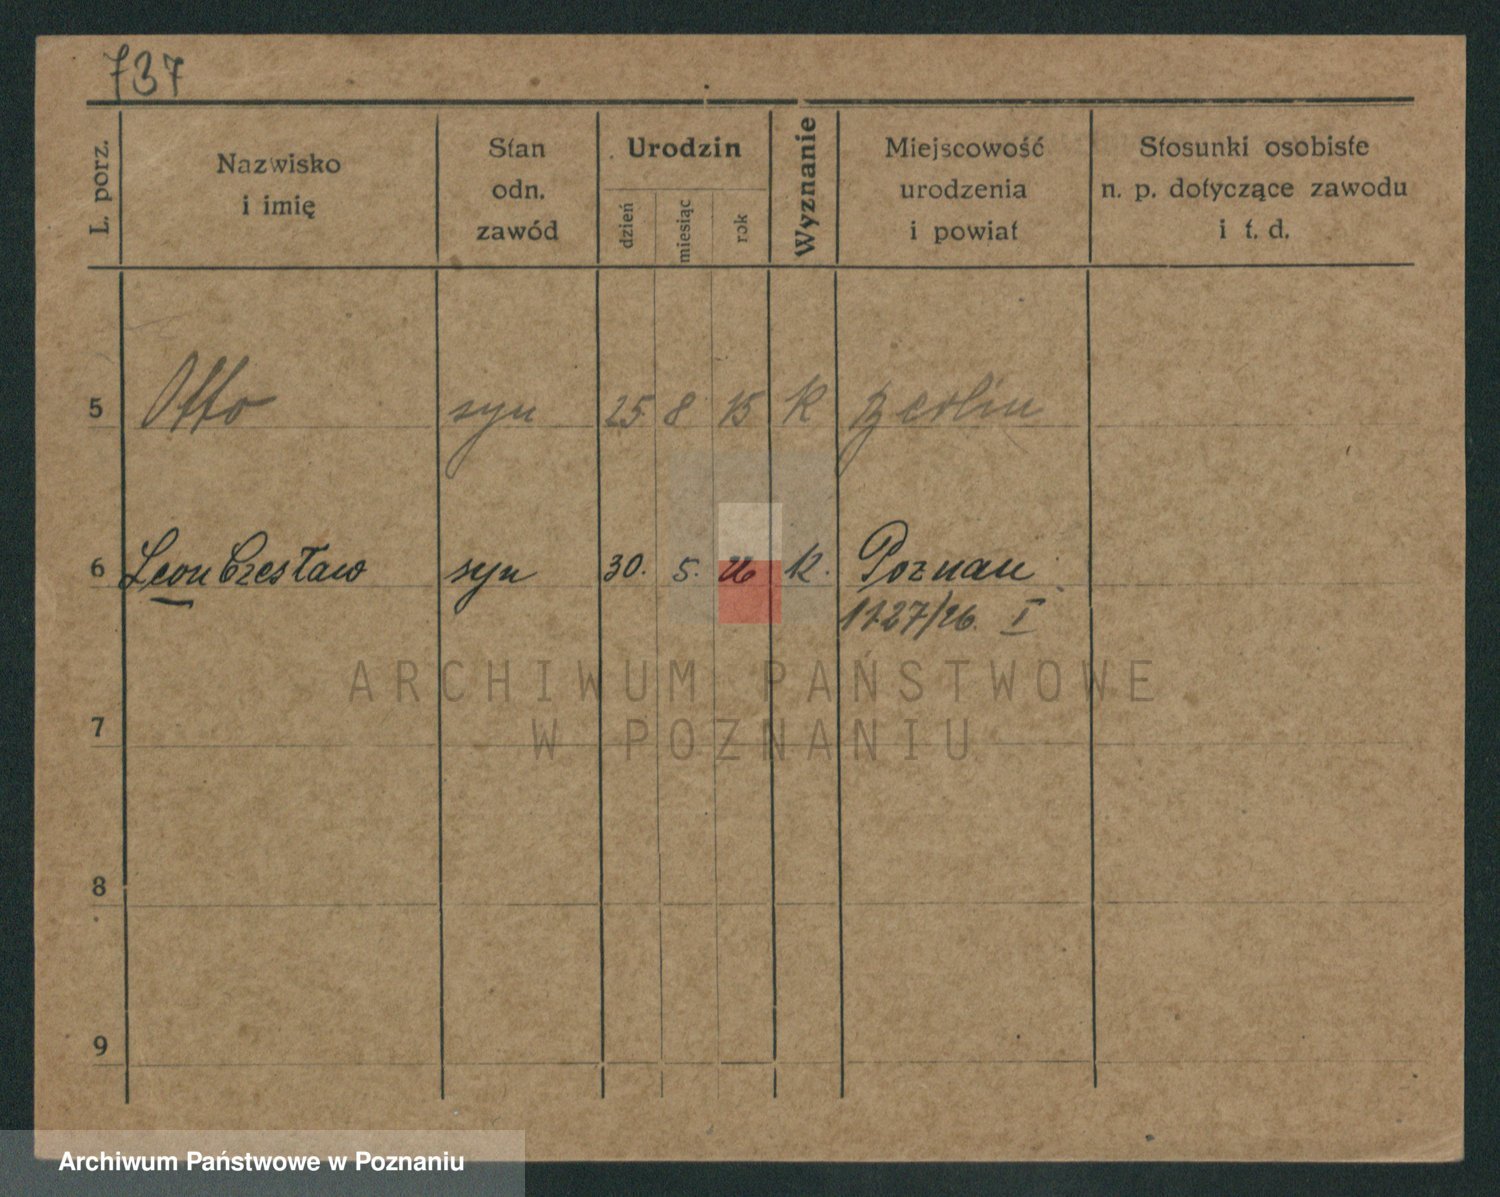 737
L. porz.
Nazwisko
i imię
Stan
odn.
zawód
Urodzin
dzień
miesiąc
rok
Wyznanie
Miejscowość
urodzenia
i powiat
Stosunki osobiste
n. p. dotyczące zawodu
i t. d.
5 Otto syn 25 8 15 k Berlin
6 Leon Czesław syn 30. 5. 26 k. Poznań
1727/26. I
ARCHIWUM PAŃSTWOWE
W POZNANIU
7
8
9
Archiwum Państwowe w Poznaniu